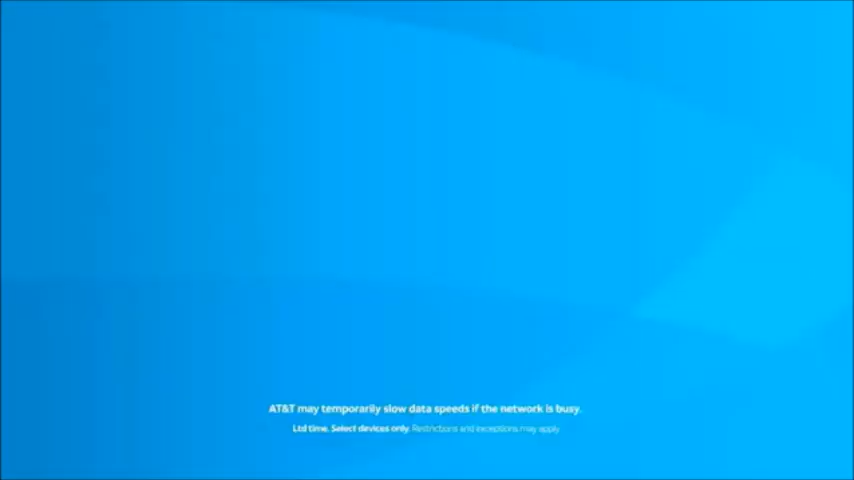 AT&T may temporarily slow data speeds if the network is busy.
Ltd time. Select devices only. Restrictions and exceptions may apply